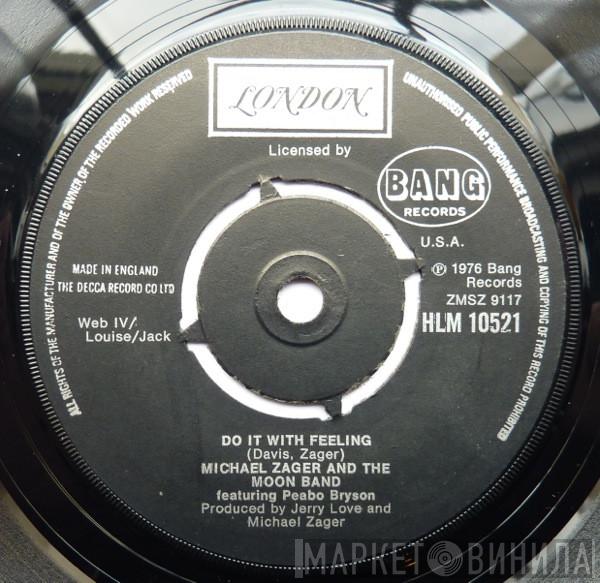 LONDON
Licensed by
BANG
RECORDS
U.S.A.
MADE IN ENGLAND
THE DECCA RECORD CO LTD
Ⓟ 1976 Bang
Records
ZMSZ 9117
HLM 10521
Web IV/
Louise/Jack
DO IT WITH FEELING
(Davis, Zager)
MICHAEL ZAGER AND THE
MOON BAND
featuring Peabo Bryson
Produced by Jerry Love and
Michael Zager
ALL RIGHTS OF THE MANUFACTURER AND OF THE OWNER OF THE RECORDED WORK RESERVED
UNAUTHORISED PUBLIC PERFORMANCE BROADCASTING AND COPYING OF THIS RECORD PROHIBITED
МАРКЕТ ВИНИЛА